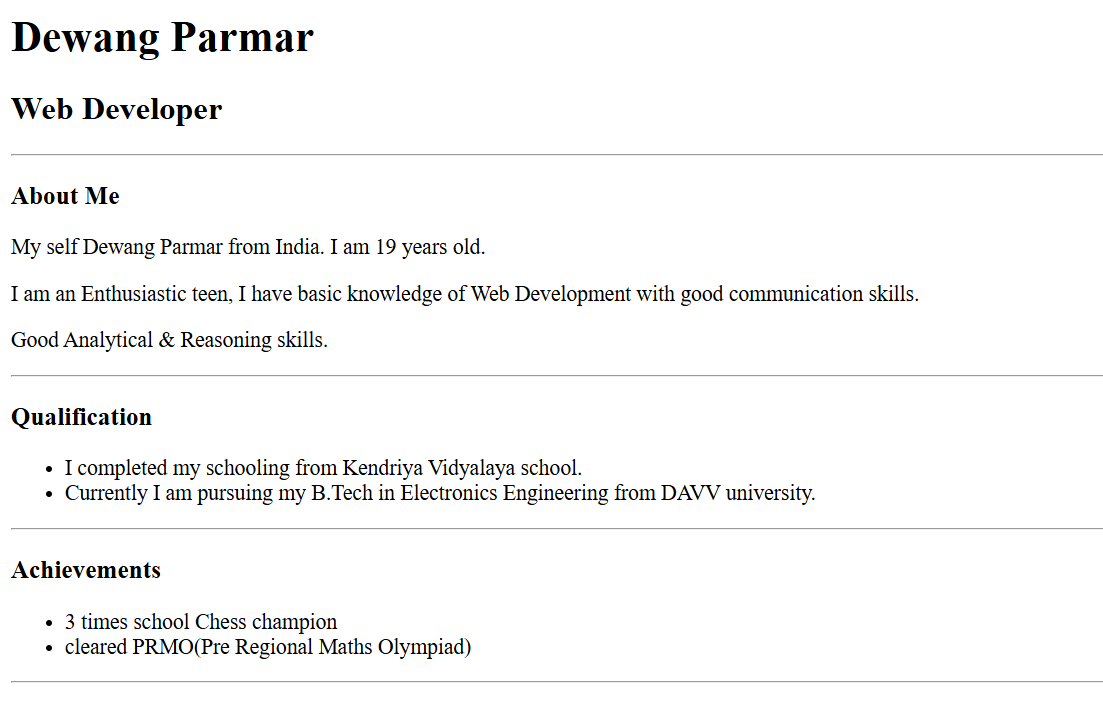 Dewang Parmar
Web Developer
About Me
My self Dewang Parmar from India. I am 19 years old.
I am an Enthusiastic teen, I have basic knowledge of Web Development with good communication skills.
Good Analytical & Reasoning skills.
Qualification
• I completed my schooling from Kendriya Vidyalaya school.
• Currently I am pursuing my B.Tech in Electronics Engineering from DAVV university.
Achievements
• 3 times school Chess champion
• cleared PRMO(Pre Regional Maths Olympiad)